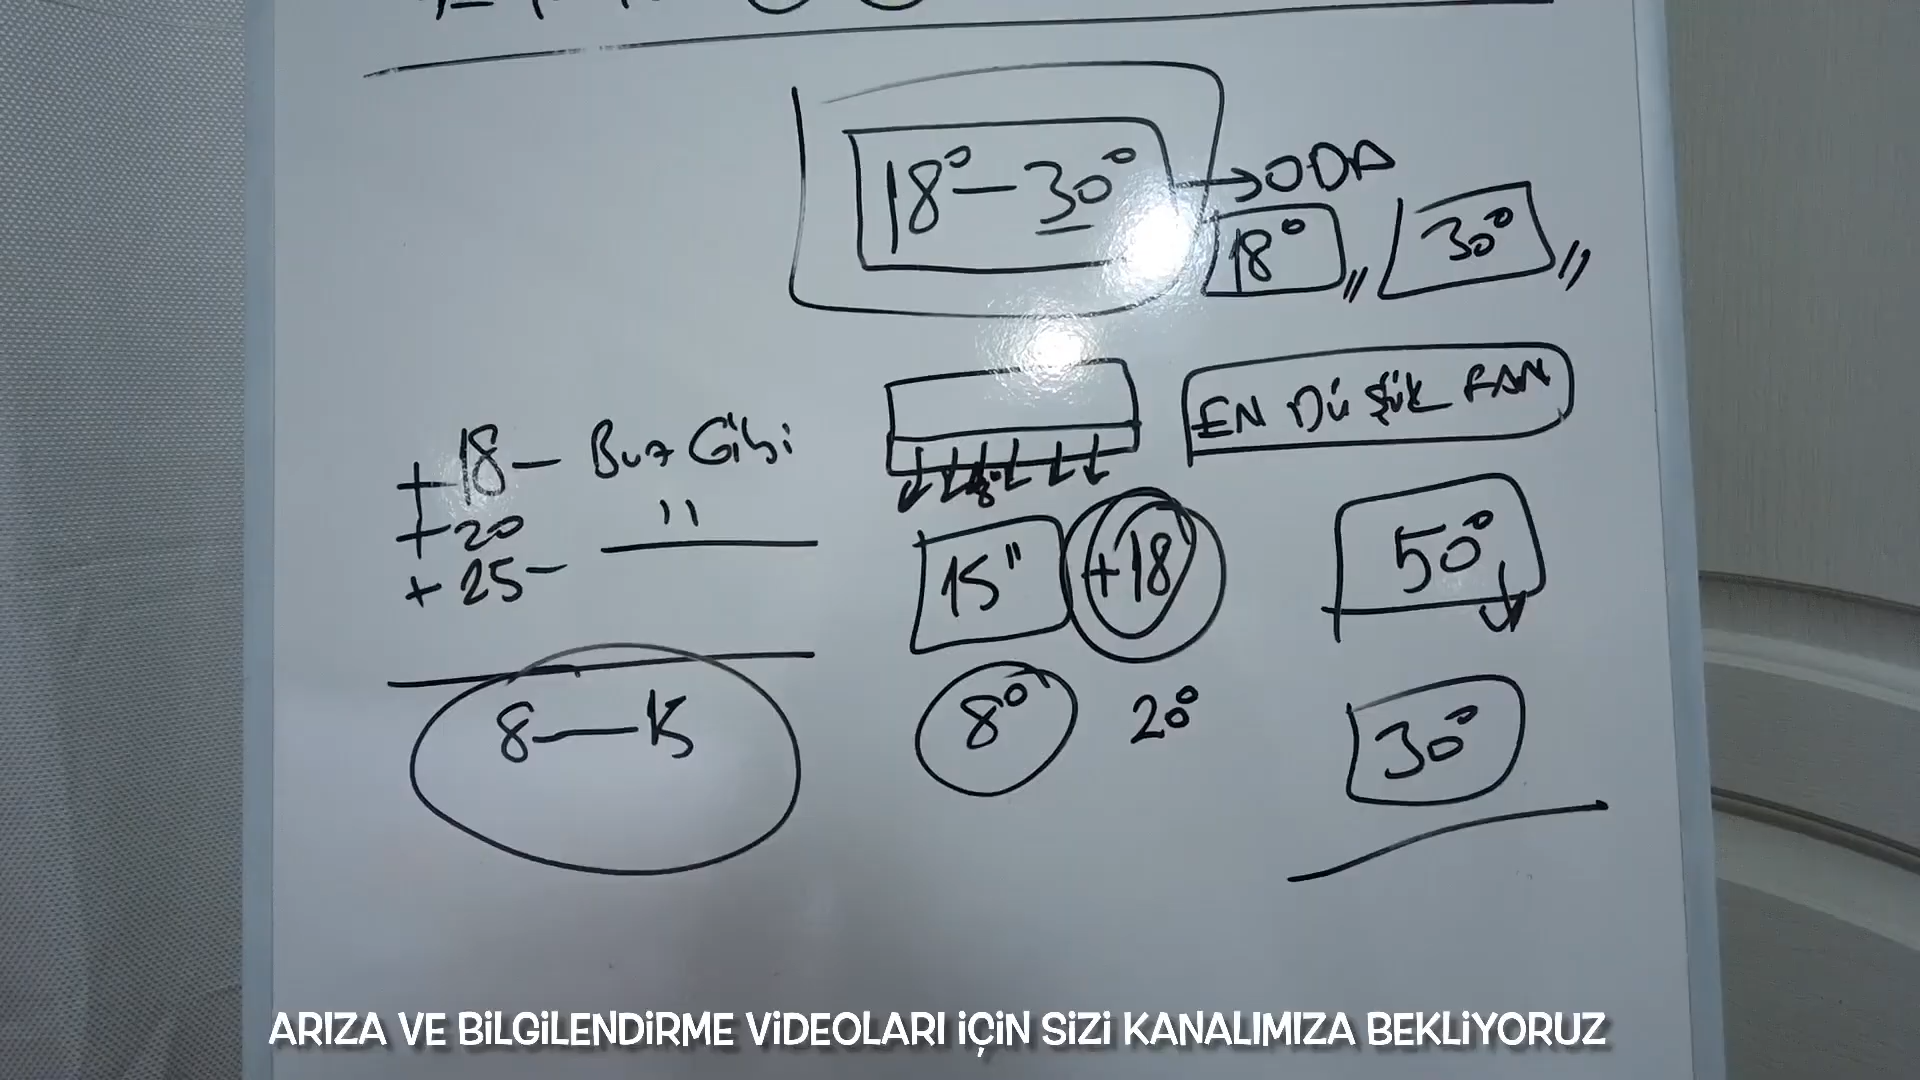 18° — 30° → ODA
18° // 30° //
EN DÜŞÜK FAN
+18 — Buz Gibi
+20 "
+25 —
15" +18 50°
8 — 15 8° 20° 30°
ARIZA VE BİLGİLENDİRME VİDEOLARI İÇİN SİZİ KANALIMIZA BEKLİYORUZ